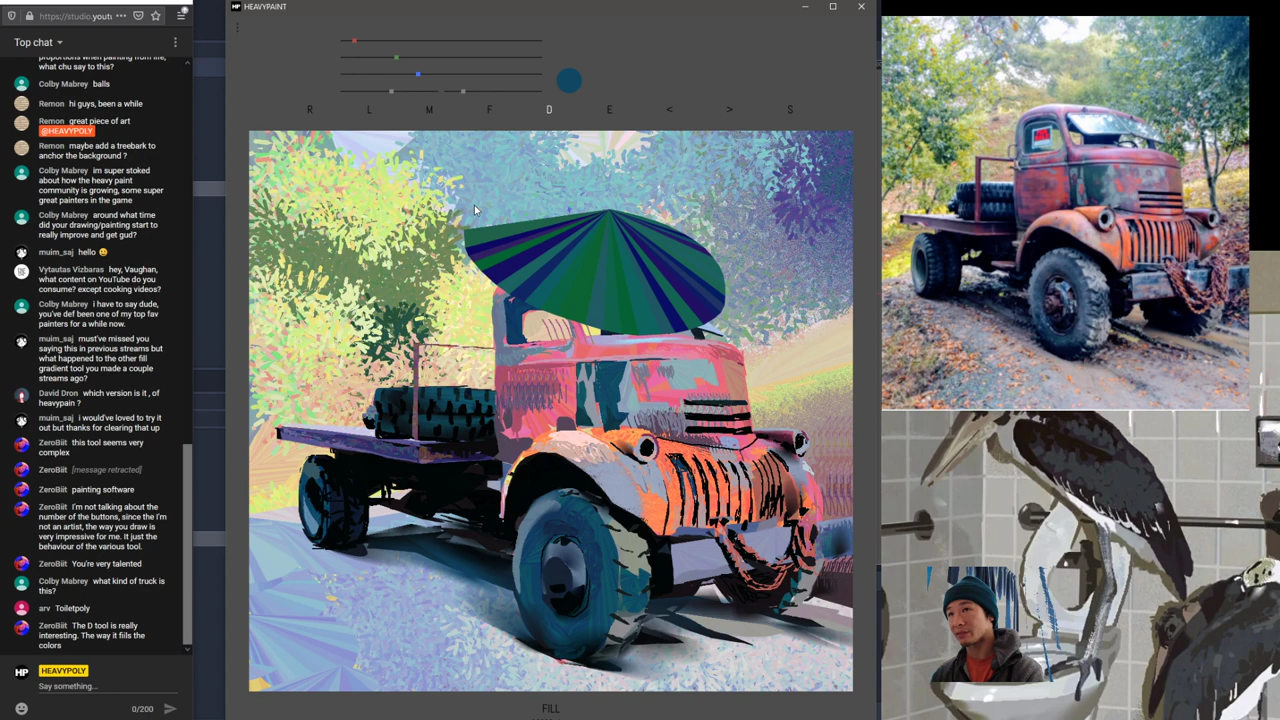 https://studio.yout
HEAVYPAINT
Top chat
proportions when painting from life,
what chu say to this?
Colby Mabrey balls
Remon hi guys, been a while
Remon great piece of art
@HEAVYPOLY
Remon maybe add a treebark to
anchor the background ?
Colby Mabrey im super stoked
about how the heavy paint
community is growing, some super
great painters in the game
Colby Mabrey around what time
did your drawing/painting start to
really improve and get gud?
muim_saj hello 😄
Vytautas Vizbaras hey, Vaughan,
what content on YouTube do you
consume? except cooking videos?
Colby Mabrey i have to say dude,
you've def been one of my top fav
painters for a while now.
muim_saj must've missed you
saying this in previous streams but
what happened to the other fill
gradient tool you made a couple
streams ago?
David Dron which version is it , of
heavypaint ?
muim_saj i would've loved to try it
out but thanks for clearing that up
ZeroBiit this tool seems very
complex
ZeroBiit [message retracted]
ZeroBiit painting software
ZeroBiit I'm not talking about the
number of the buttons, since the I'm
not an artist, the way you draw is
very impressive for me. It just the
behaviour of the various tool.
ZeroBiit You're very talented
Colby Mabrey what kind of truck is
this?
arv Toiletpoly
ZeroBiit The D tool is really
interesting. The way it fills the
colors
HP HEAVYPOLY
Say something...
0/200
R L M F D E < > S
FILL